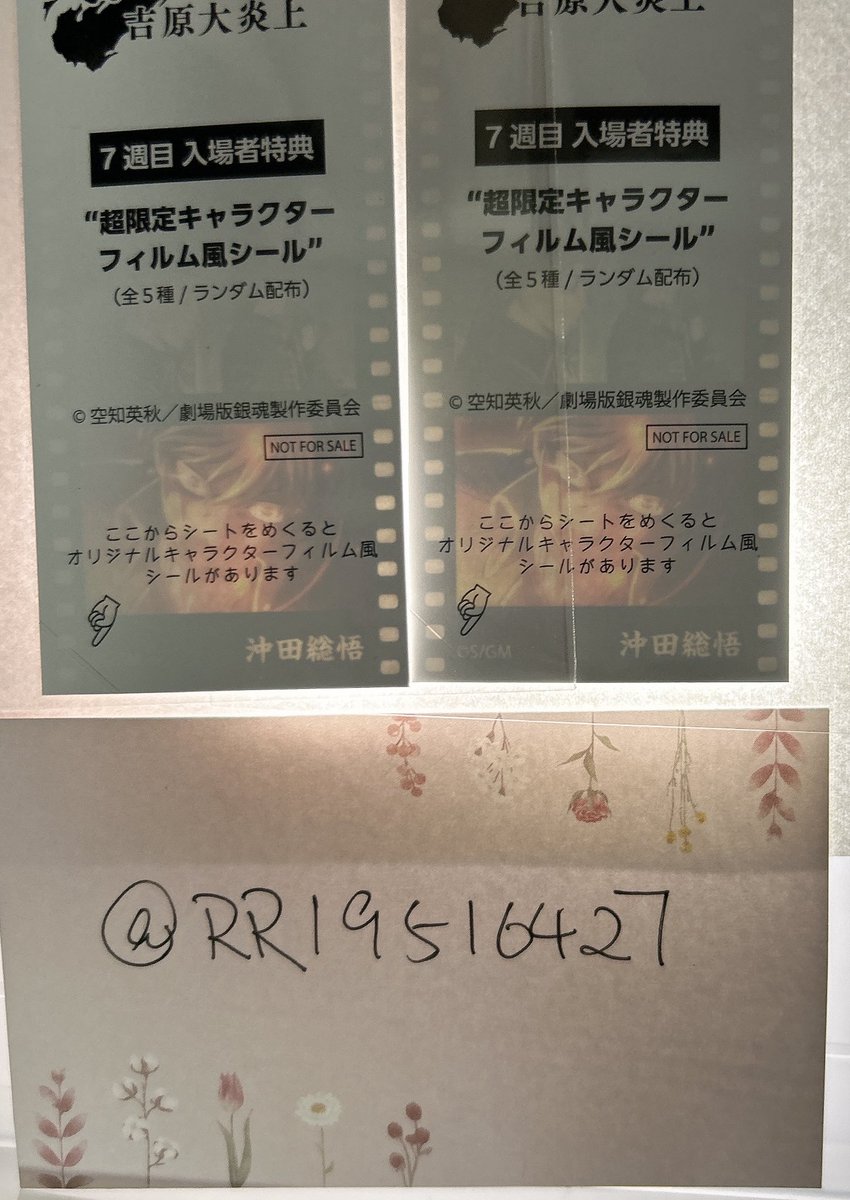 吉原大炎上
7週目 入場者特典
“超限定キャラクター
フィルム風シール”
(全5種 / ランダム配布)
© 空知英秋／劇場版銀魂製作委員会
NOT FOR SALE
ここからシートをめくると
オリジナルキャラクターフィルム風
シールがあります
沖田総悟
吉原大炎上
7週目 入場者特典
“超限定キャラクター
フィルム風シール”
(全5種 / ランダム配布)
© 空知英秋／劇場版銀魂製作委員会
NOT FOR SALE
ここからシートをめくると
オリジナルキャラクターフィルム風
シールがあります
©S/GM
沖田総悟
@RR19516427